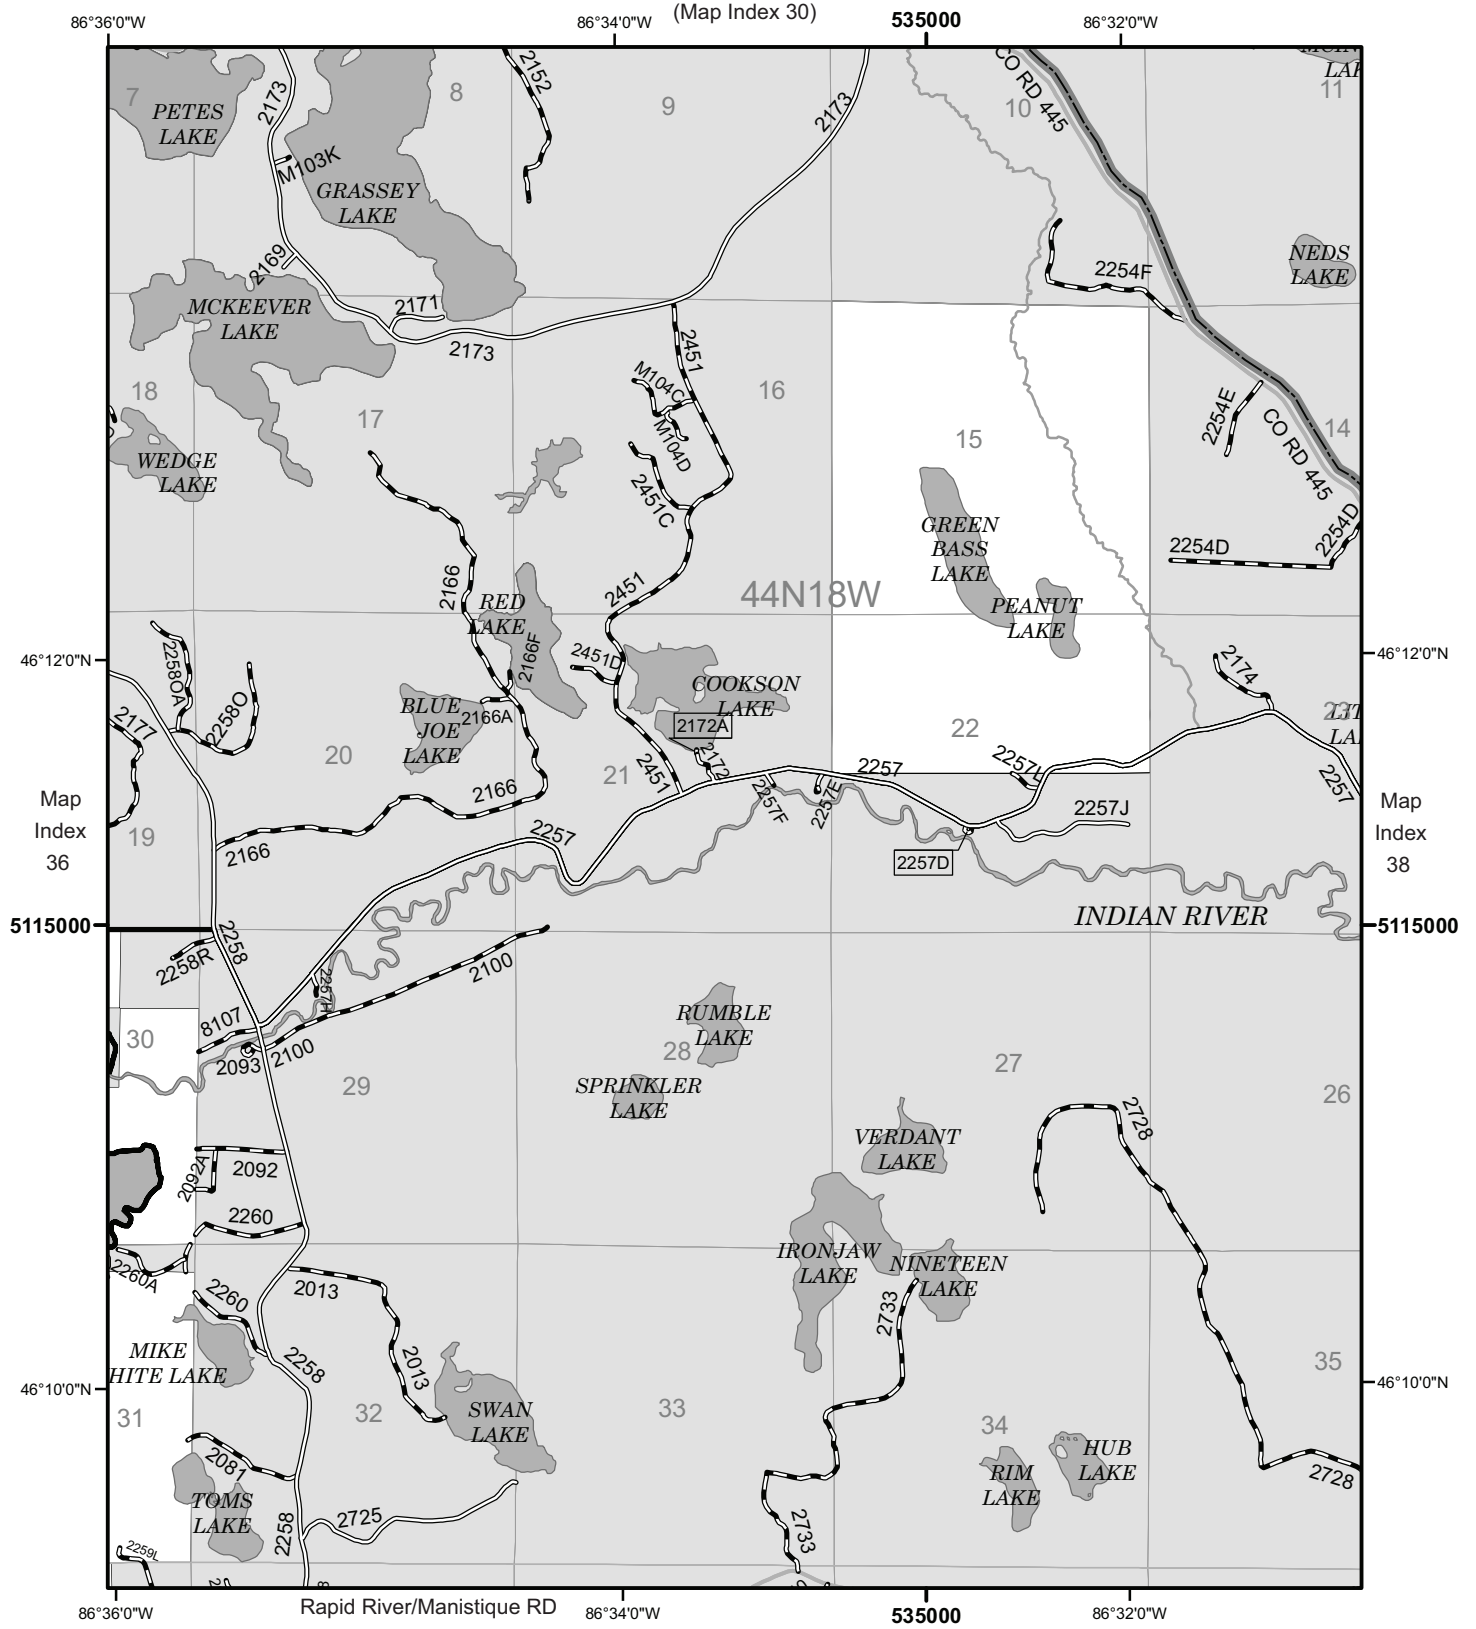 (Map Index 30)
86°36'0"W
86°34'0"W
535000
86°32'0"W
7
PETES
LAKE
2173
8
2152
9
2173
10
CO RD 445
11
M103K
GRASSEY
LAKE
2169
2254F
NEDS
LAKE
MCKEEVER
LAKE
2171
2173
2451
18
17
M104C
16
15
2254E
14
CO RD 445
M104D
WEDGE
LAKE
2451C
GREEN
BASS
LAKE
2254D
2254D
2166
2451
44N18W
RED
LAKE
PEANUT
LAKE
46°12'0"N
46°12'0"N
2258OA
2258O
2166F
2451D
2174
COOKSON
LAKE
2177
BLUE
JOE
LAKE
2166A
2172A
22
23
20
21
2451
2172
2257
2257
2166
2257F
2257E
2257J
Map
Index
36
Map
Index
38
19
2166
2257
2257D
INDIAN RIVER
5115000
5115000
2258
2258R
2100
2257H
8107
30
2093
2100
RUMBLE
LAKE
28
27
29
SPRINKLER
LAKE
26
2728
VERDANT
LAKE
2092A
2092
2260
IRONJAW
LAKE
NINETEEN
LAKE
2260A
2013
2260
2733
MIKE
HITE LAKE
2258
2013
35
46°10'0"N
46°10'0"N
31
32
SWAN
LAKE
33
34
HUB
LAKE
2081
RIM
LAKE
2728
TOMS
LAKE
2258
2725
2733
2259L
86°36'0"W
Rapid River/Manistique RD
86°34'0"W
535000
86°32'0"W